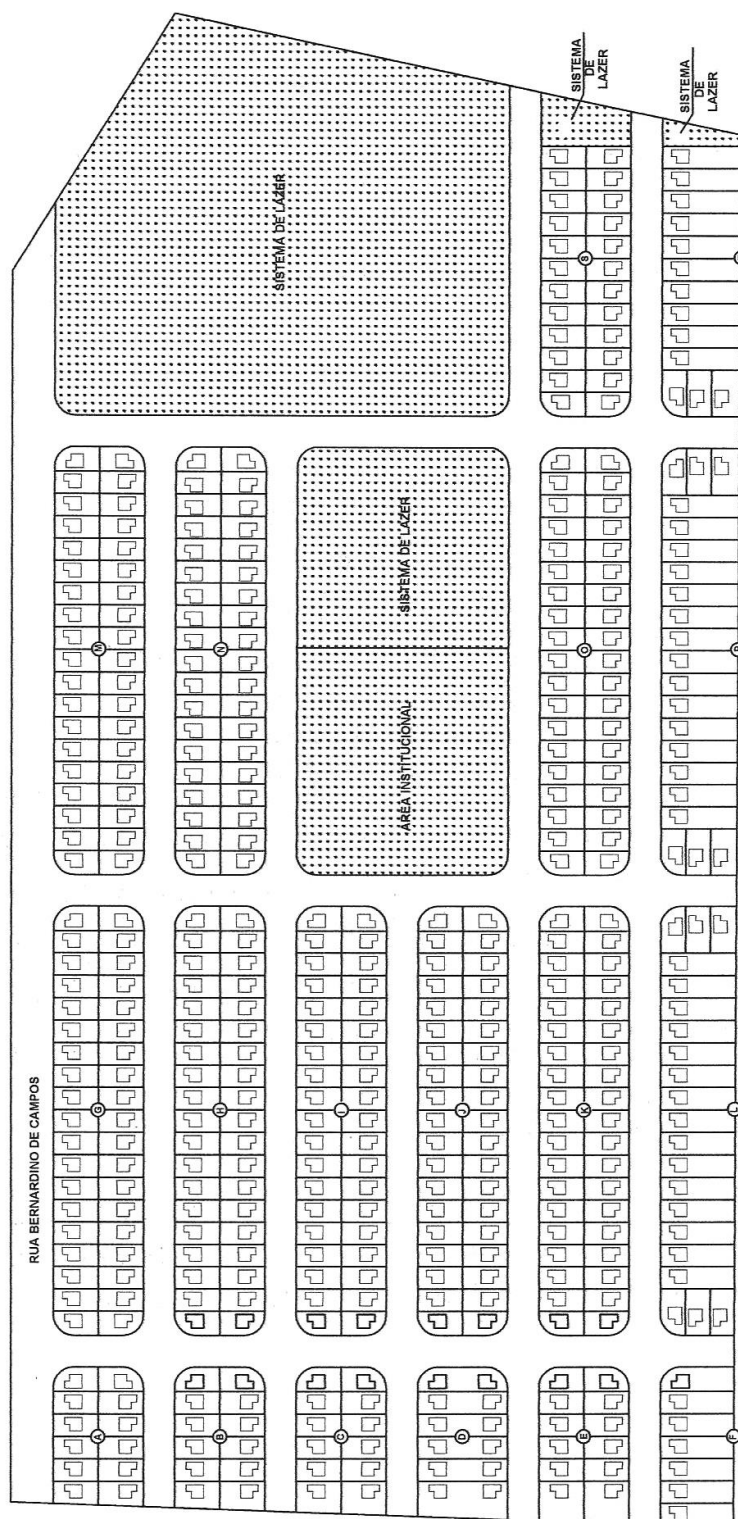 SISTEMA
DE
LAZER
SISTEMA
DE
LAZER
SISTEMA DE LAZER
S
M
N
SISTEMA DE LAZER
O
ÁREA INSTITUCIONAL
RUA BERNARDINO DE CAMPOS
G
H
I
J
K
L
A
B
C
D
E
F